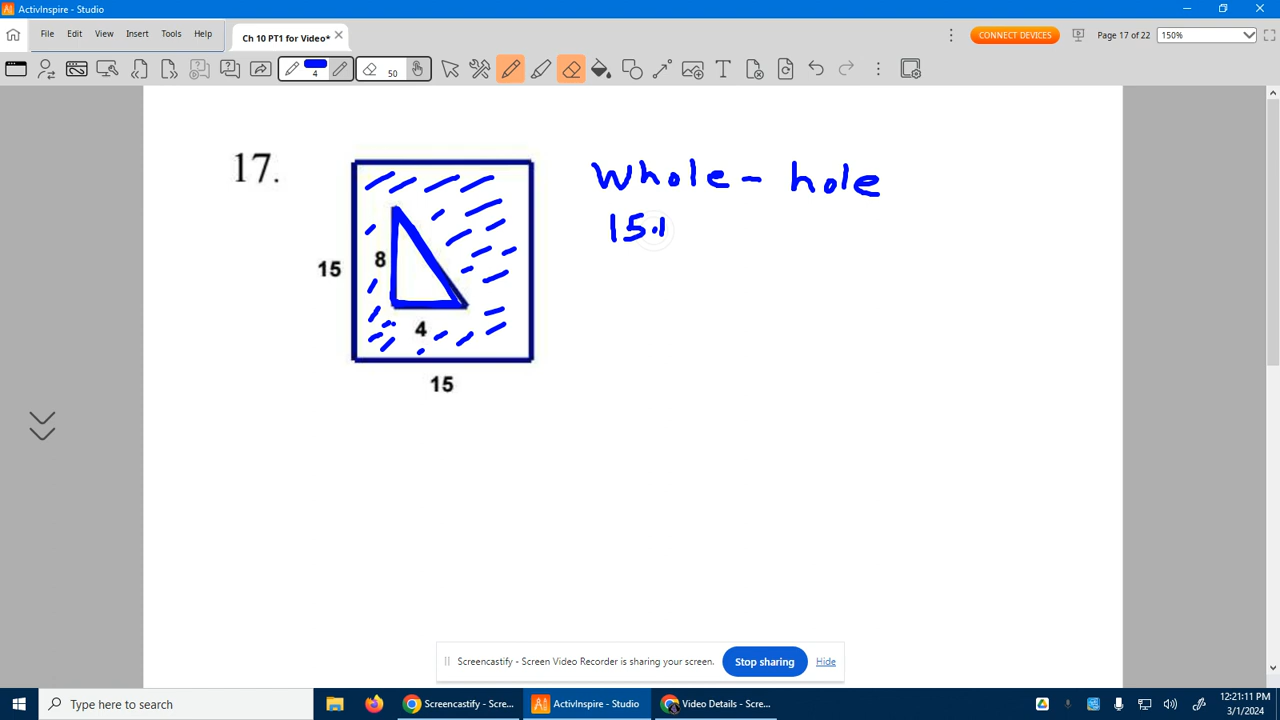 ActivInspire - Studio
File Edit View Insert Tools Help
Ch 10 PT1 for Video*
CONNECT DEVICES
Page 17 of 22
150%
4
50
17.
Whole - hole
15·1
15
8
4
15
Screencastify - Screen Video Recorder is sharing your screen.
Stop sharing
Hide
Type here to search
Screencastify - Scre...
ActivInspire - Studio
Video Details - Scre...
12:21:11 PM
3/1/2024